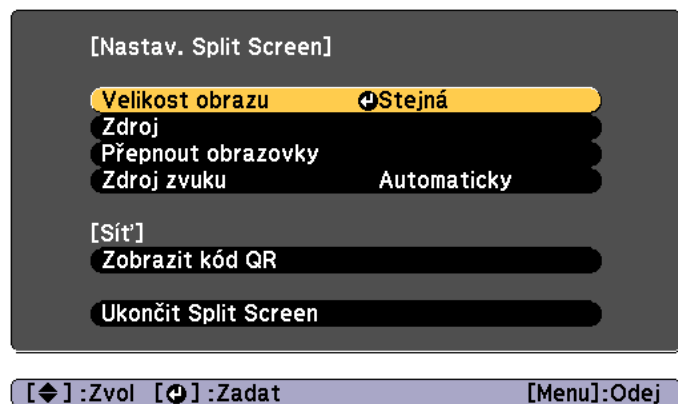 [Nastav. Split Screen]
Velikost obrazu Stejná
Zdroj
Přepnout obrazovky
Zdroj zvuku Automaticky
[Síť]
Zobrazit kód QR
Ukončit Split Screen
[ ] :Zvol [ ] :Zadat [Menu]:Odej